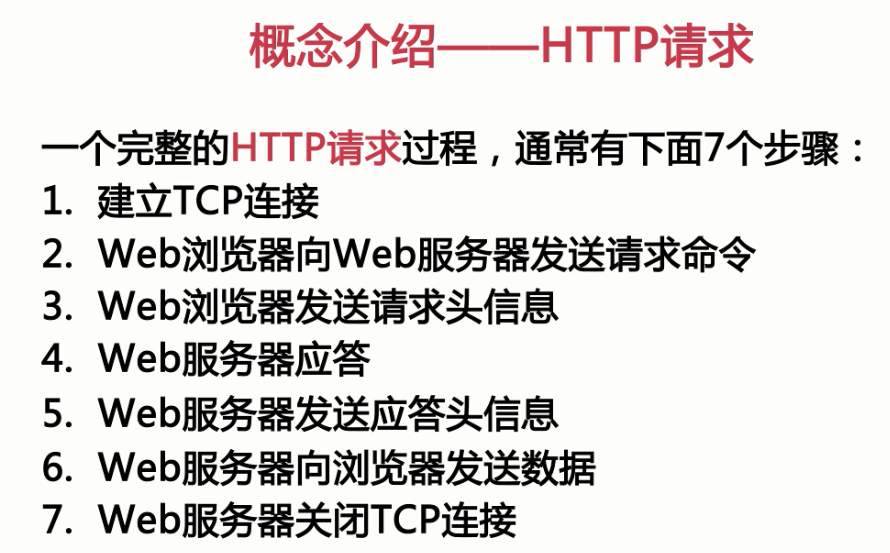 概念介绍——HTTP请求
一个完整的HTTP请求过程，通常有下面7个步骤：
1. 建立TCP连接
2. Web浏览器向Web服务器发送请求命令
3. Web浏览器发送请求头信息
4. Web服务器应答
5. Web服务器发送应答头信息
6. Web服务器向浏览器发送数据
7. Web服务器关闭TCP连接